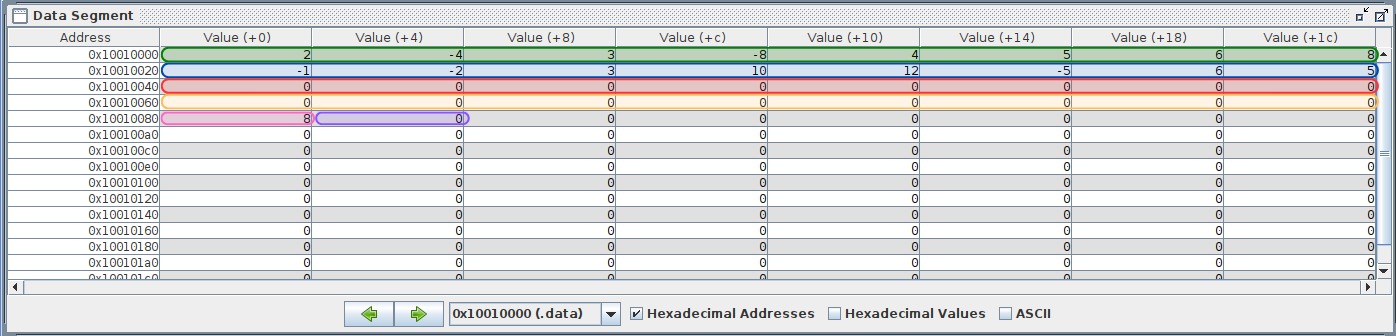 Data Segment
Address Value (+0) Value (+4) Value (+8) Value (+c) Value (+10) Value (+14) Value (+18) Value (+1c)
0x10010000 2 -4 3 -8 4 5 6 8
0x10010020 -1 -2 3 10 12 -5 6 5
0x10010040 0 0 0 0 0 0 0 0
0x10010060 0 0 0 0 0 0 0 0
0x10010080 8 0 0 0 0 0 0 0
0x100100a0 0 0 0 0 0 0 0 0
0x100100c0 0 0 0 0 0 0 0 0
0x100100e0 0 0 0 0 0 0 0 0
0x10010100 0 0 0 0 0 0 0 0
0x10010120 0 0 0 0 0 0 0 0
0x10010140 0 0 0 0 0 0 0 0
0x10010160 0 0 0 0 0 0 0 0
0x10010180 0 0 0 0 0 0 0 0
0x100101a0 0 0 0 0 0 0 0 0
0x100101c0 0 0 0 0 0 0 0 0
0x10010000 (.data) Hexadecimal Addresses Hexadecimal Values ASCII